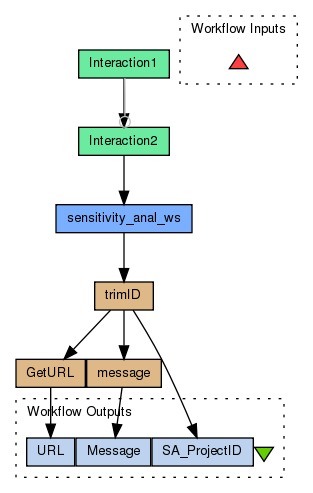 Workflow Inputs
Interaction1
Interaction2
sensitivity_anal_ws
trimID
GetURL
message
Workflow Outputs
URL
Message
SA_ProjectID